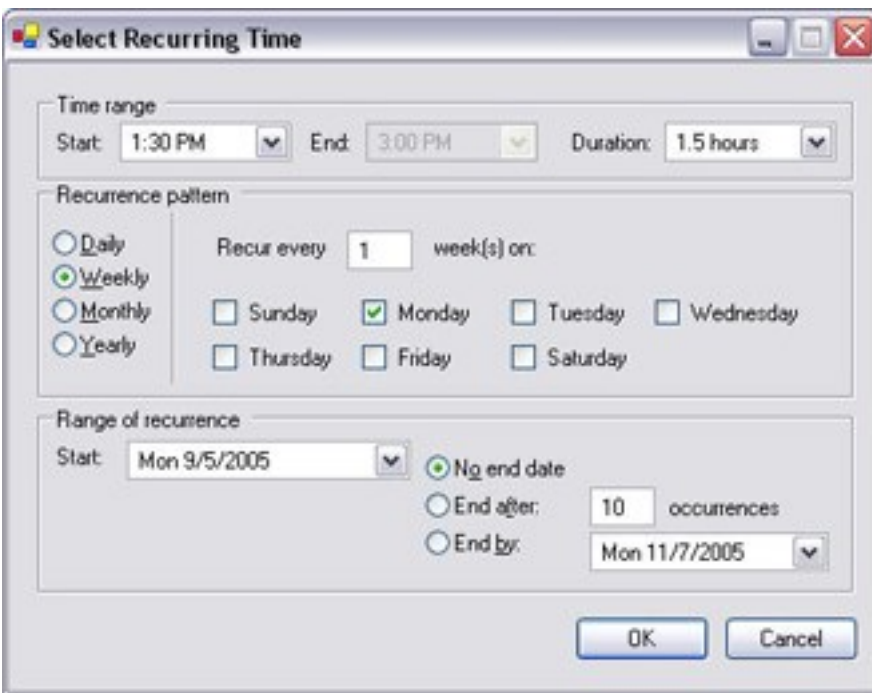 Select Recurring Time
Time range
Start: 1:30 PM End: 3:00 PM Duration: 1.5 hours
Recurrence pattern
Daily
Weekly
Monthly
Yearly
Recur every 1 week(s) on:
Sunday Monday Tuesday Wednesday
Thursday Friday Saturday
Range of recurrence
Start: Mon 9/5/2005
No end date
End after: 10 occurrences
End by: Mon 11/7/2005
OK Cancel